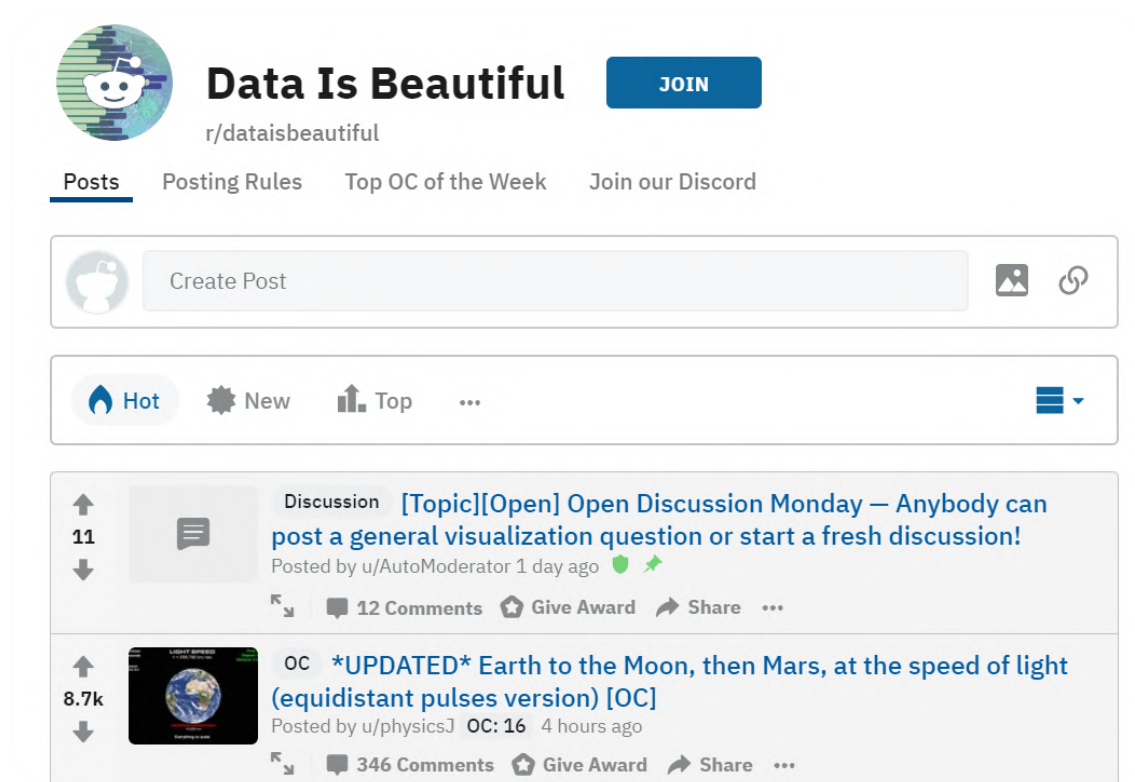 Data Is Beautiful
JOIN
r/dataisbeautiful
Posts Posting Rules Top OC of the Week Join our Discord
Create Post
Hot New Top
Discussion [Topic][Open] Open Discussion Monday — Anybody can
11
post a general visualization question or start a fresh discussion!
Posted by u/AutoModerator 1 day ago
12 Comments Give Award Share
LIGHT SPEED
OC *UPDATED* Earth to the Moon, then Mars, at the speed of light
8.7k
(equidistant pulses version) [OC]
Posted by u/physicsJ OC: 16 4 hours ago
346 Comments Give Award Share